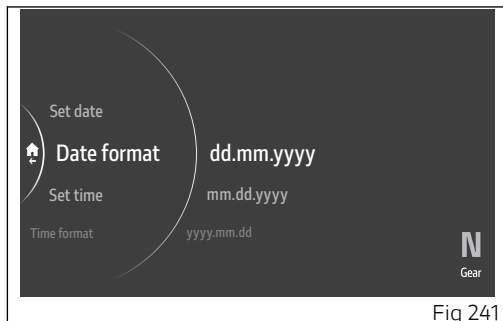 Set date
Date format
dd.mm.yyyy
Set time
mm.dd.yyyy
Time format
yyyy.mm.dd
N
Gear
Fig 241